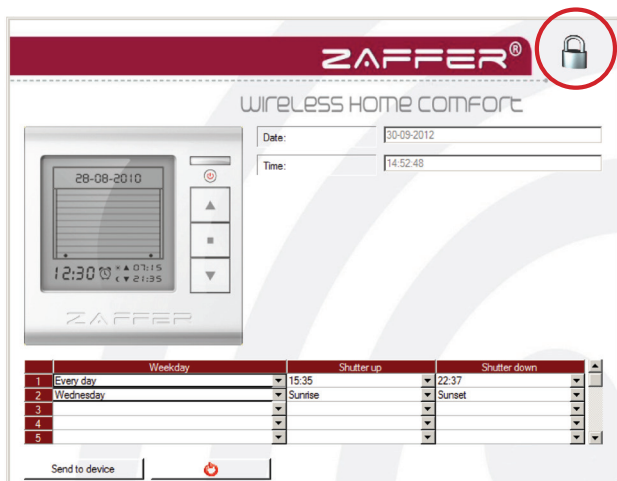 ZAFFER®
WIRELESS HOME COMFORT
Date: 30-09-2012
Time: 14:52:48
28-08-2010
12:30 07:15
21:35
ZAFFER
Weekday Shutter up Shutter down
1 Every day 15:35 22:37
2 Wednesday Sunrise Sunset
3
4
5
Send to device